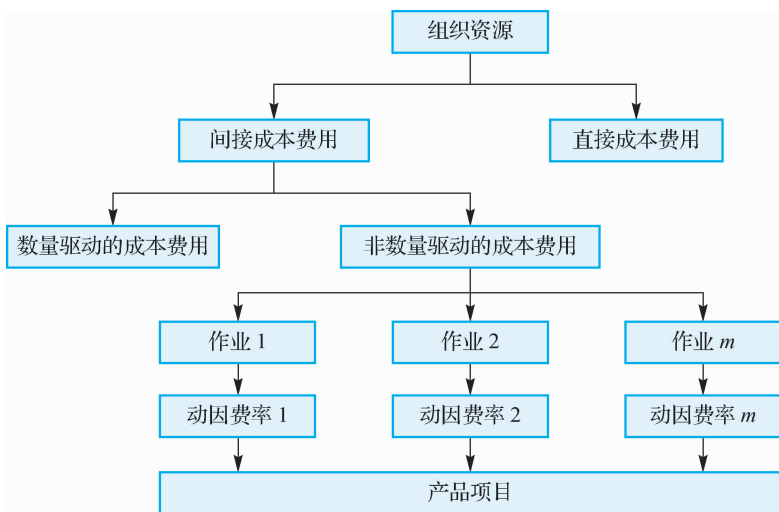 组织资源
间接成本费用
直接成本费用
数量驱动的成本费用
非数量驱动的成本费用
作业 1
作业 2
作业 m
动因费率 1
动因费率 2
动因费率 m
产品项目